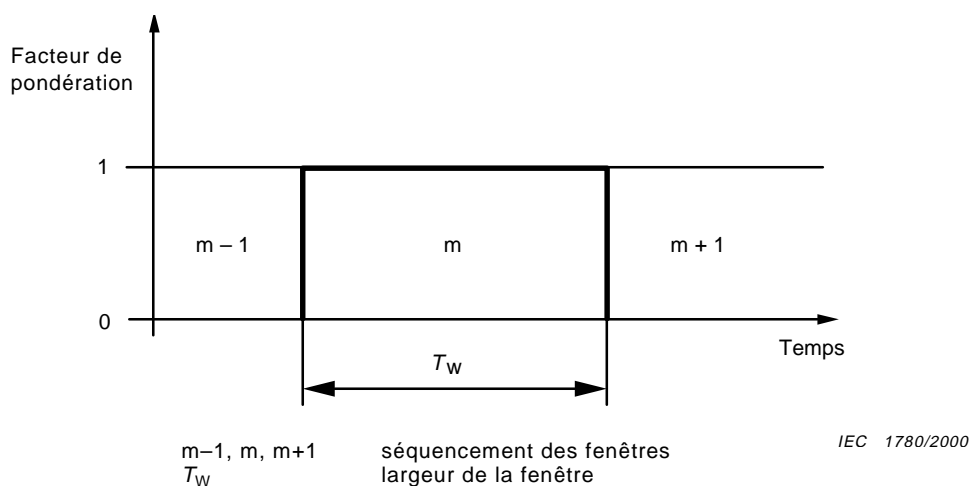 Facteur de
pondération
1
m – 1
m
m + 1
0
Temps
TW
m–1, m, m+1 séquencement des fenêtres
TW largeur de la fenêtre
IEC 1780/2000